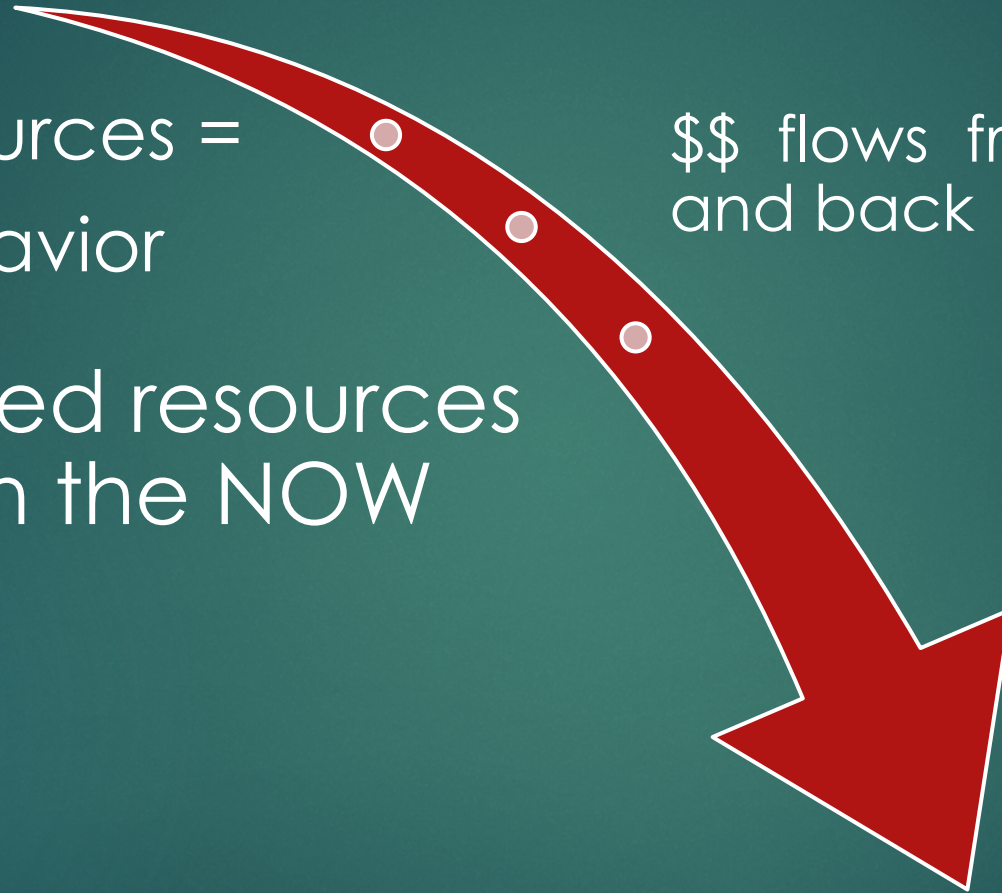 urces =
avior
ed resources
n the NOW
$$ flows fr
and back